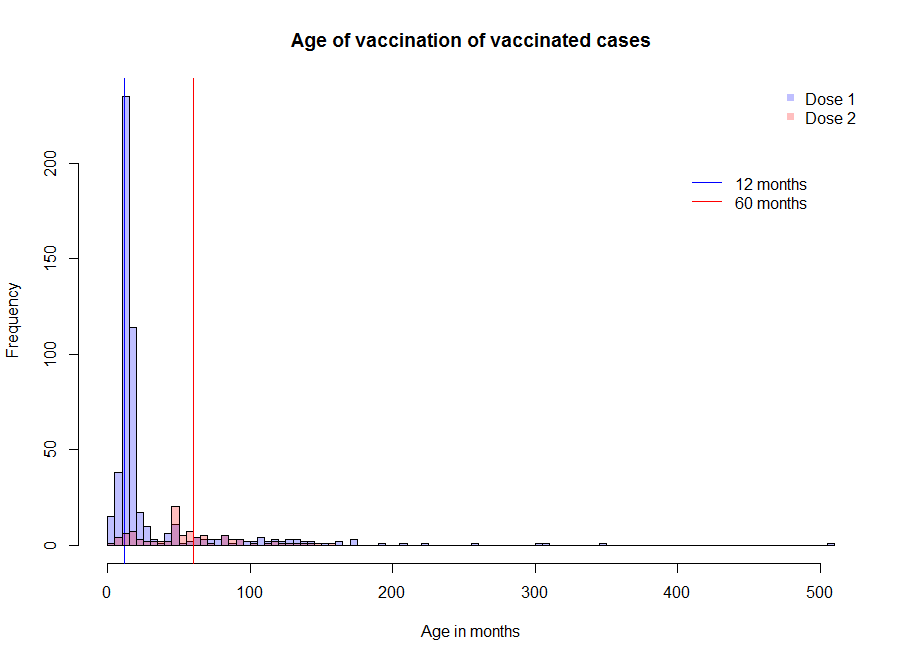 Age of vaccination of vaccinated cases
Dose 1
Dose 2
12 months
60 months
Frequency
200
150
100
50
0
0 100 200 300 400 500
Age in months